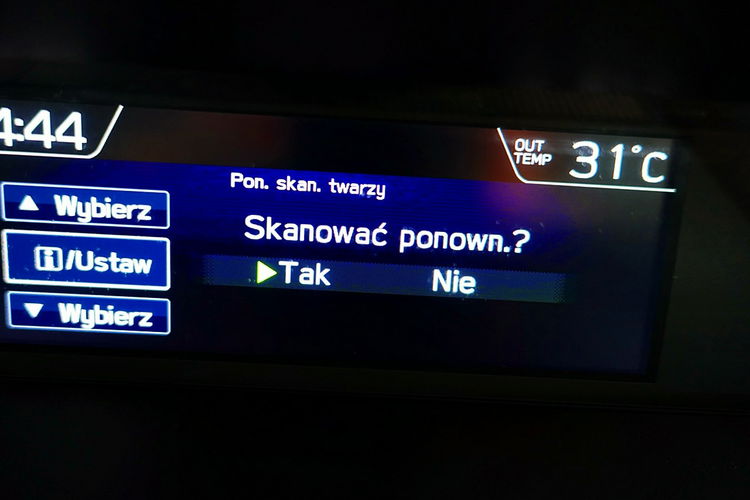 4:44
OUT
TEMP 31°C
Pon. skan. twarzy
▲ Wybierz
Skanować ponown.?
i/Ustaw
▶Tak Nie
▼ Wybierz